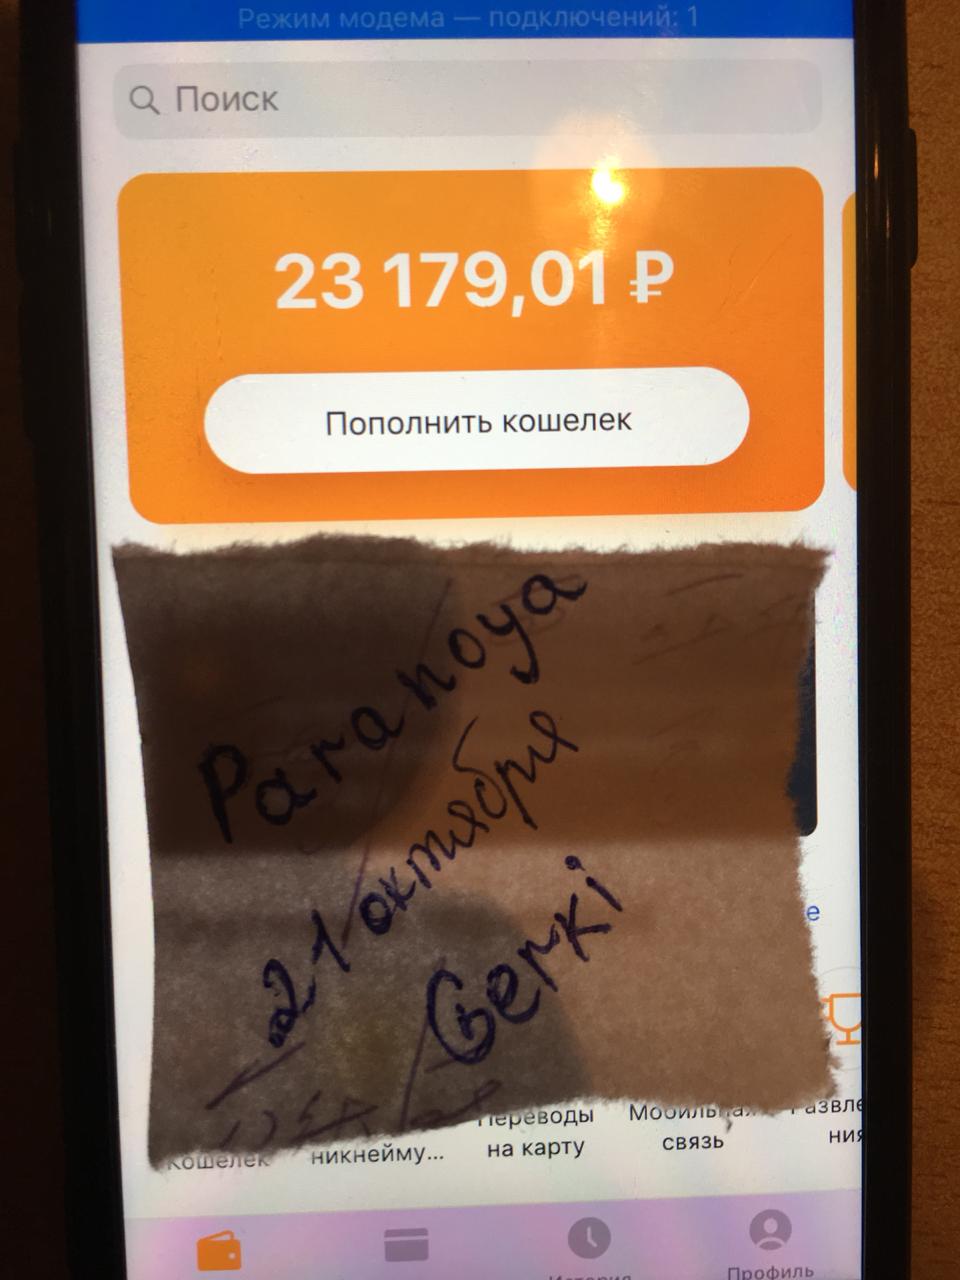 Режим модема — подключений: 1
Поиск
23 179,01 ₽
Пополнить кошелек
Paranoya
21 октября
Gerki
е
Кошелек
никнейму...
Переводы
на карту
Мобильная
связь
Развле
ния
История
Профиль